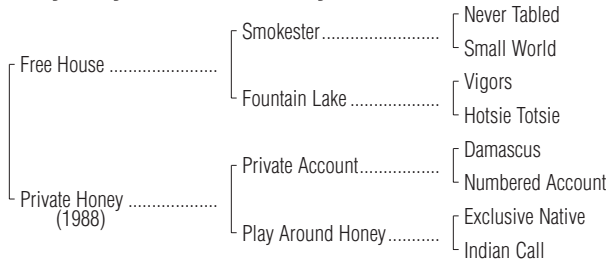 Never Tabled
Smokester
Small World
Free House
Vigors
Fountain Lake
Hotsie Totsie
Damascus
Private Account
Numbered Account
Private Honey
(1988)
Exclusive Native
Play Around Honey
Indian Call